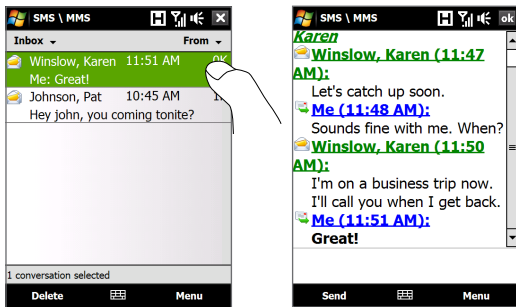 SMS \ MMS
Inbox
From
Winslow, Karen 11:51 AM
Me: Great!
Johnson, Pat 10:45 AM
Hey john, you coming tonite?
1 conversation selected
Delete
Menu
SMS \ MMS
ok
Karen
Winslow, Karen (11:47
AM):
Let's catch up soon.
Me (11:48 AM):
Sounds fine with me. When?
Winslow, Karen (11:50
AM):
I'm on a business trip now.
I'll call you when I get back.
Me (11:51 AM):
Great!
Send
Menu